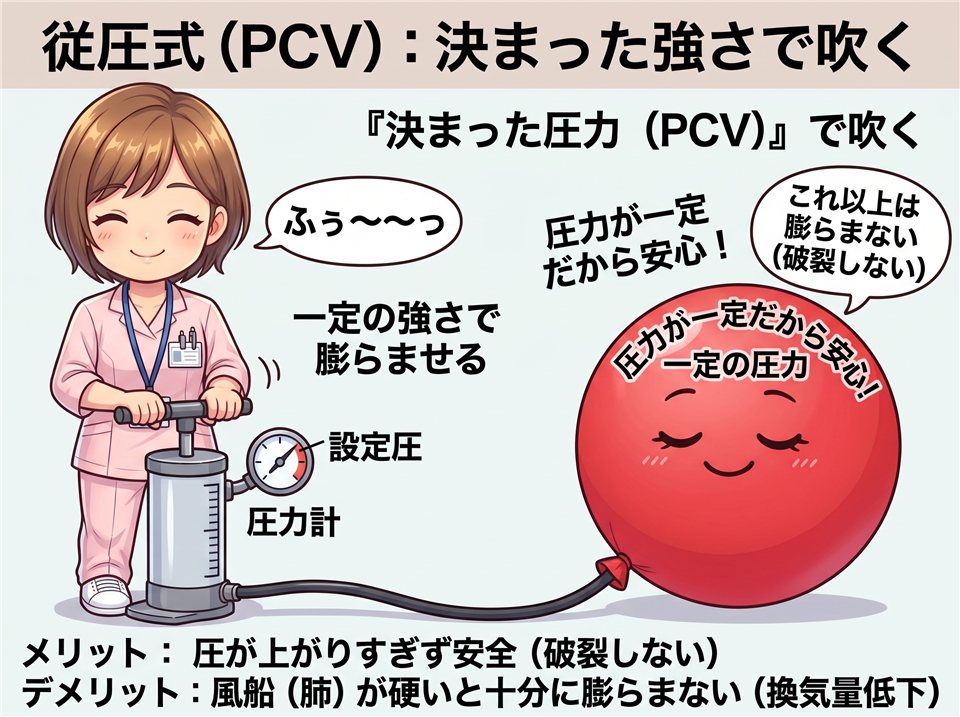 従圧式(PCV):決まった強さで吹く
『決まった圧力(PCV)』で吹く
ふぅ〜〜っ
圧力が一定
だから安心!
これ以上は
膨らまない
(破裂しない)
一定の強さで
膨らませる
圧力が一定だから安心!
一定の圧力
設定圧
圧力計
メリット: 圧が上がりすぎず安全(破裂しない)
デメリット:風船(肺)が硬いと十分に膨らまない(換気量低下)